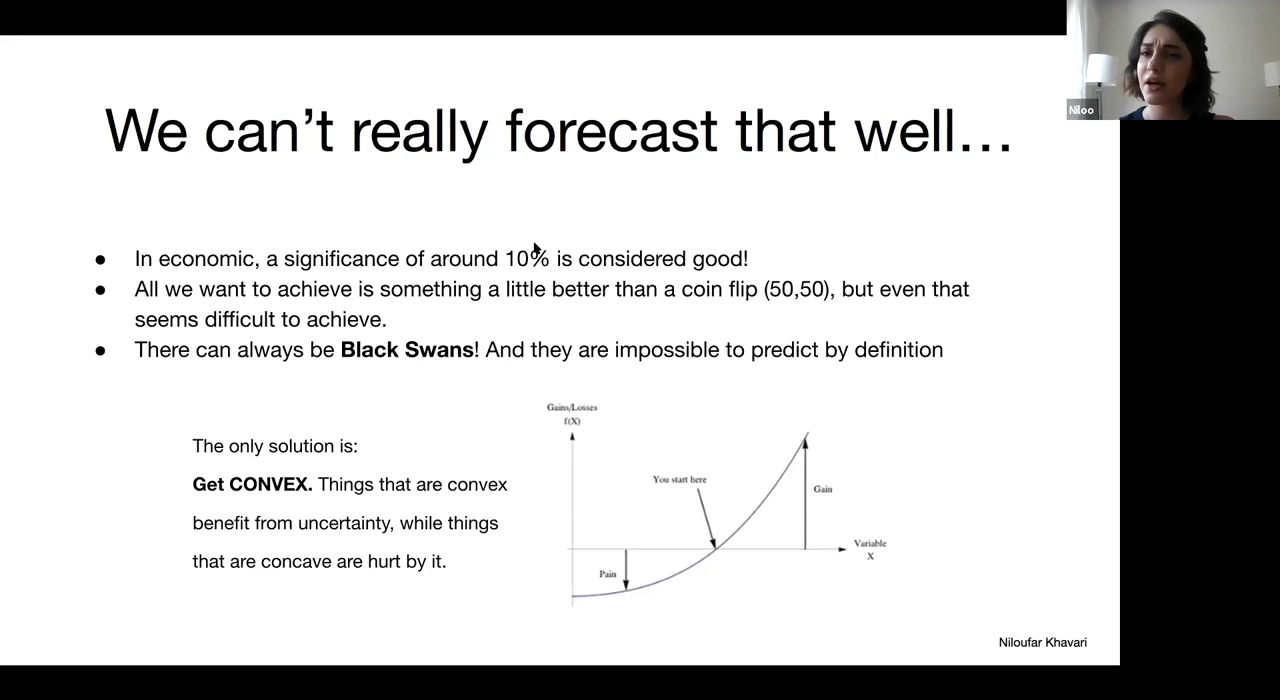 Niloo
We can't really forecast that well…
● In economic, a significance of around 10% is considered good!
● All we want to achieve is something a little better than a coin flip (50,50), but even that
seems difficult to achieve.
● There can always be Black Swans! And they are impossible to predict by definition
The only solution is:
Get CONVEX. Things that are convex
benefit from uncertainty, while things
that are concave are hurt by it.
Gains/Losses
f(X)
You start here
Gain
Variable
X
Pain
Niloufar Khavari